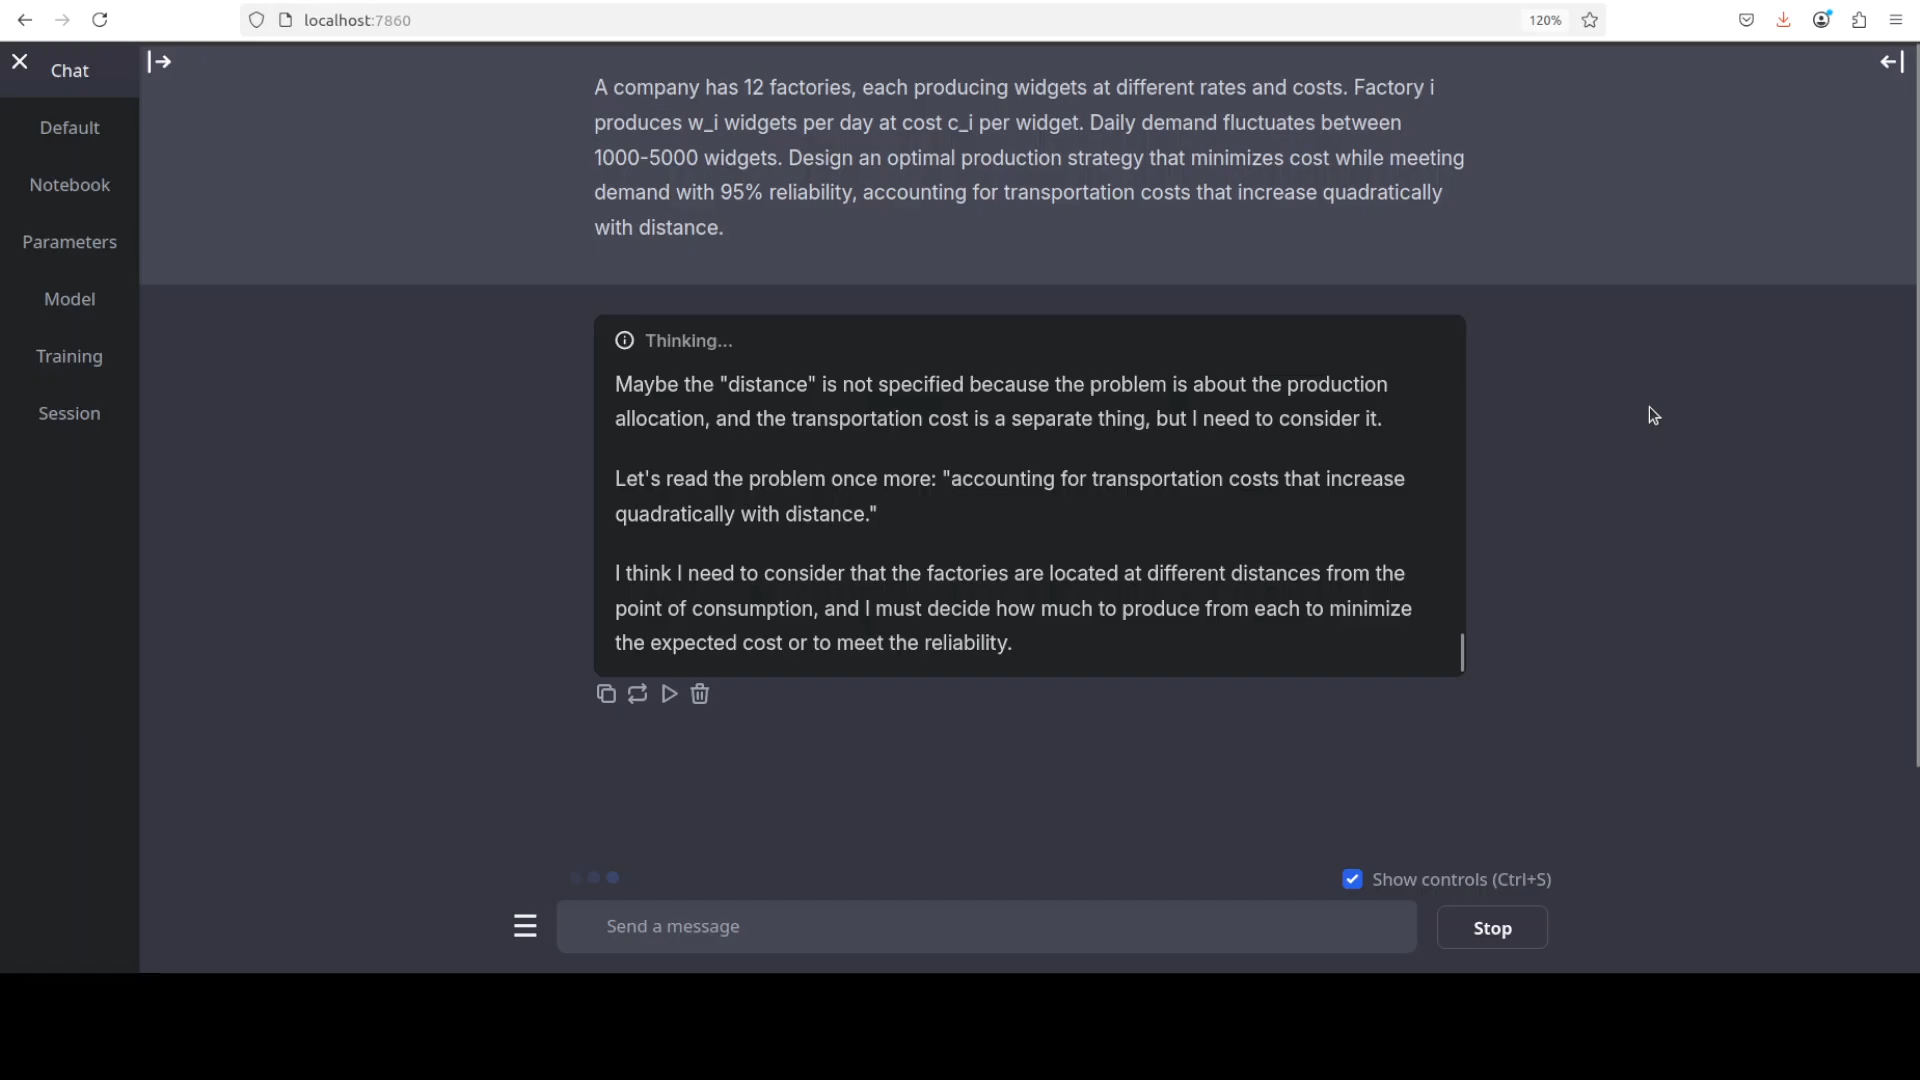 localhost:7860
120%
Chat
Default
Notebook
Parameters
Model
Training
Session
A company has 12 factories, each producing widgets at different rates and costs. Factory i
produces w_i widgets per day at cost c_i per widget. Daily demand fluctuates between
1000-5000 widgets. Design an optimal production strategy that minimizes cost while meeting
demand with 95% reliability, accounting for transportation costs that increase quadratically
with distance.
Thinking...
Maybe the "distance" is not specified because the problem is about the production
allocation, and the transportation cost is a separate thing, but I need to consider it.
Let's read the problem once more: "accounting for transportation costs that increase
quadratically with distance."
I think I need to consider that the factories are located at different distances from the
point of consumption, and I must decide how much to produce from each to minimize
the expected cost or to meet the reliability.
Show controls (Ctrl+S)
Send a message
Stop